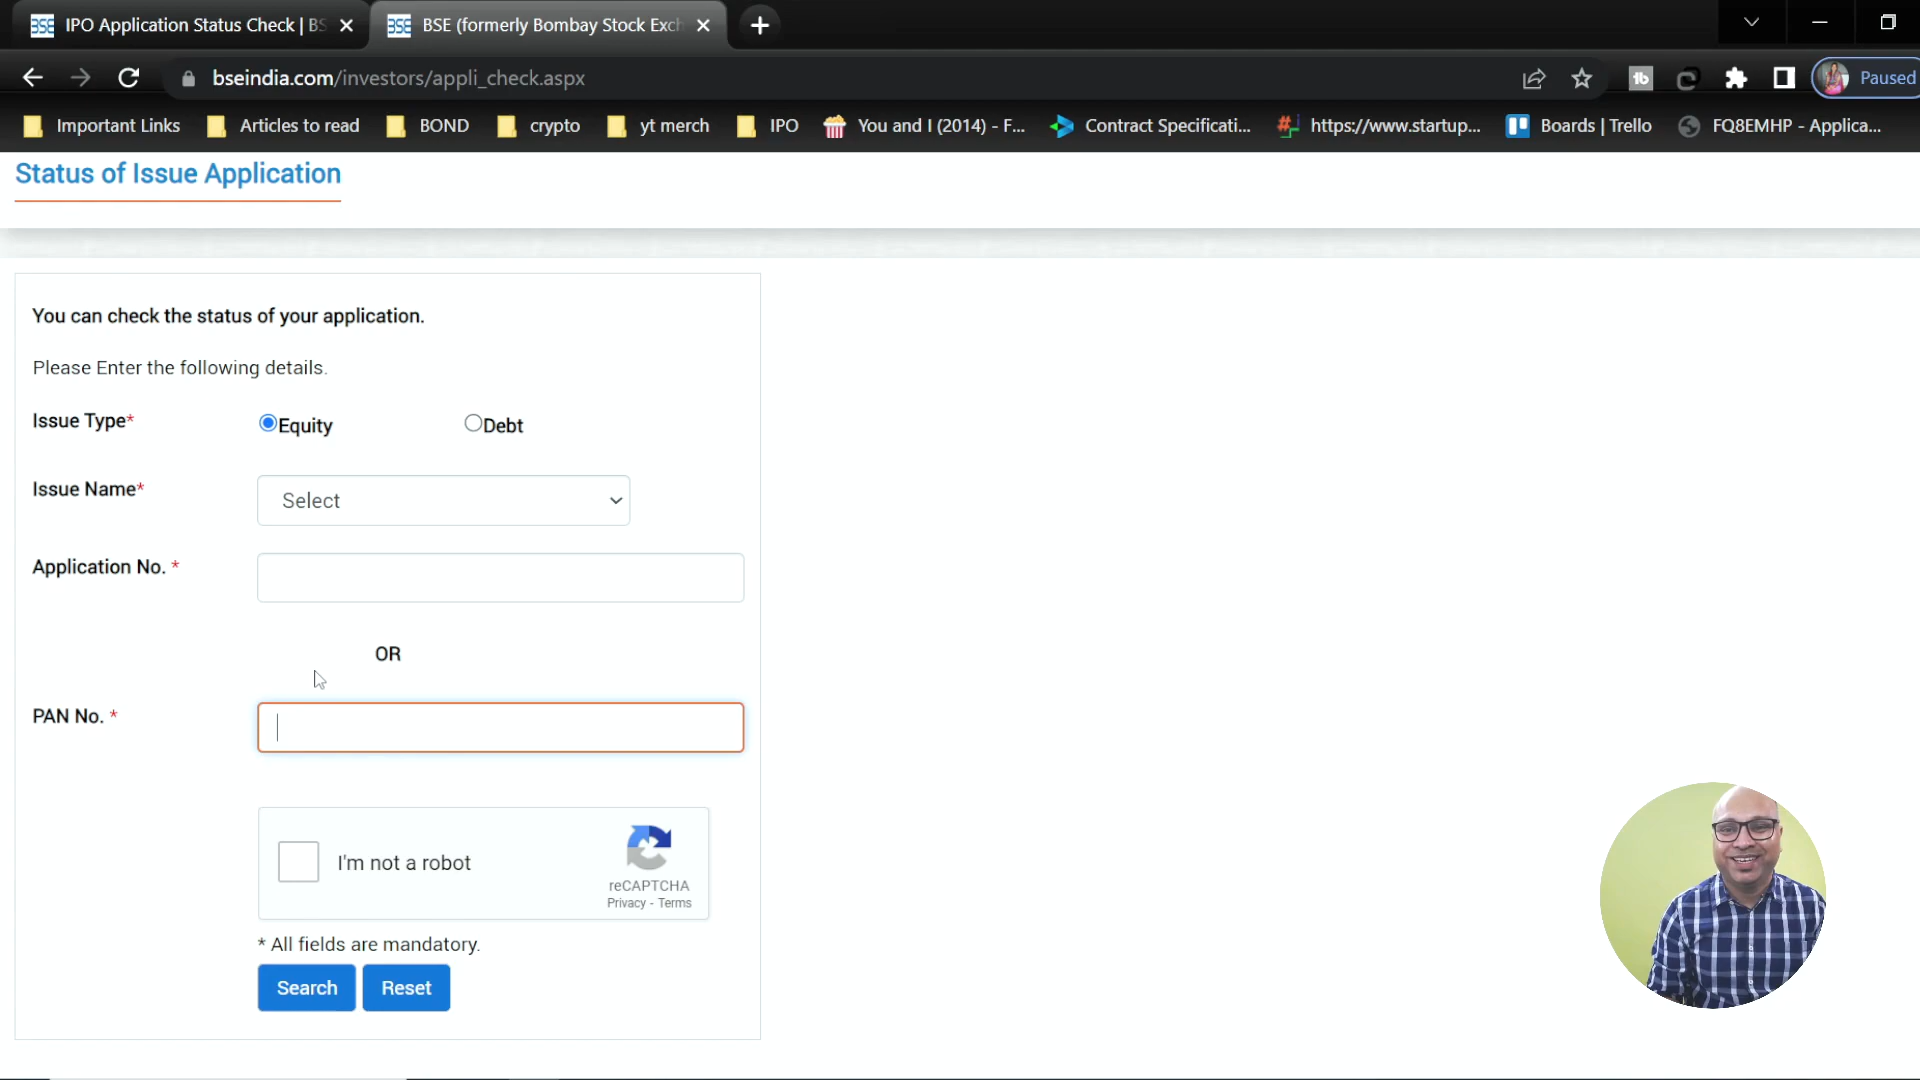 IPO Application Status Check | BS
BSE (formerly Bombay Stock Exch
bseindia.com/investors/appli_check.aspx
Paused
Important Links
Articles to read
BOND
crypto
yt merch
IPO
You and I (2014) - F...
Contract Specificati...
https://www.startup...
Boards | Trello
FQ8EMHP - Applica...
Status of Issue Application
You can check the status of your application.
Please Enter the following details.
Issue Type* Equity Debt
Issue Name* Select
Application No. *
OR
PAN No. *
I'm not a robot
reCAPTCHA
Privacy - Terms
* All fields are mandatory.
Search Reset